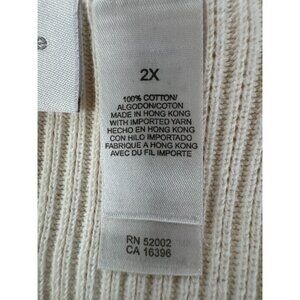 2X
100% COTTON/
ALGODON/COTON
MADE IN HONG KONG
WITH IMPORTED YARN
HECHO EN HONG KONG
CON HILO IMPORTADO
FABRIQUE A HONG KONG
AVEC DU FIL IMPORTE
RN 52002
CA 16396